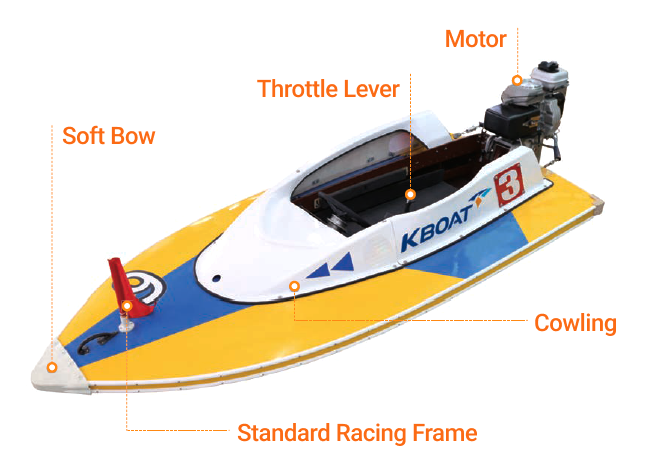 Motor
Throttle Lever
Soft Bow
3
KBOAT
Cowling
Standard Racing Frame